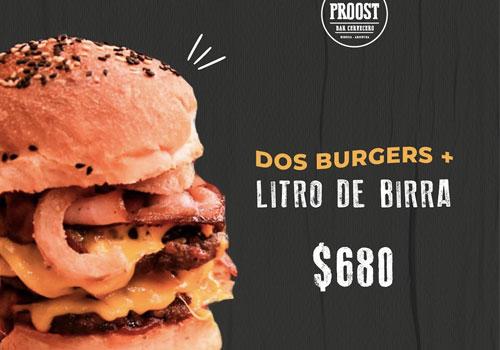 PROOST
BAR CERVECERO
DOS BURGERS +
LITRO DE BIRRA
$680